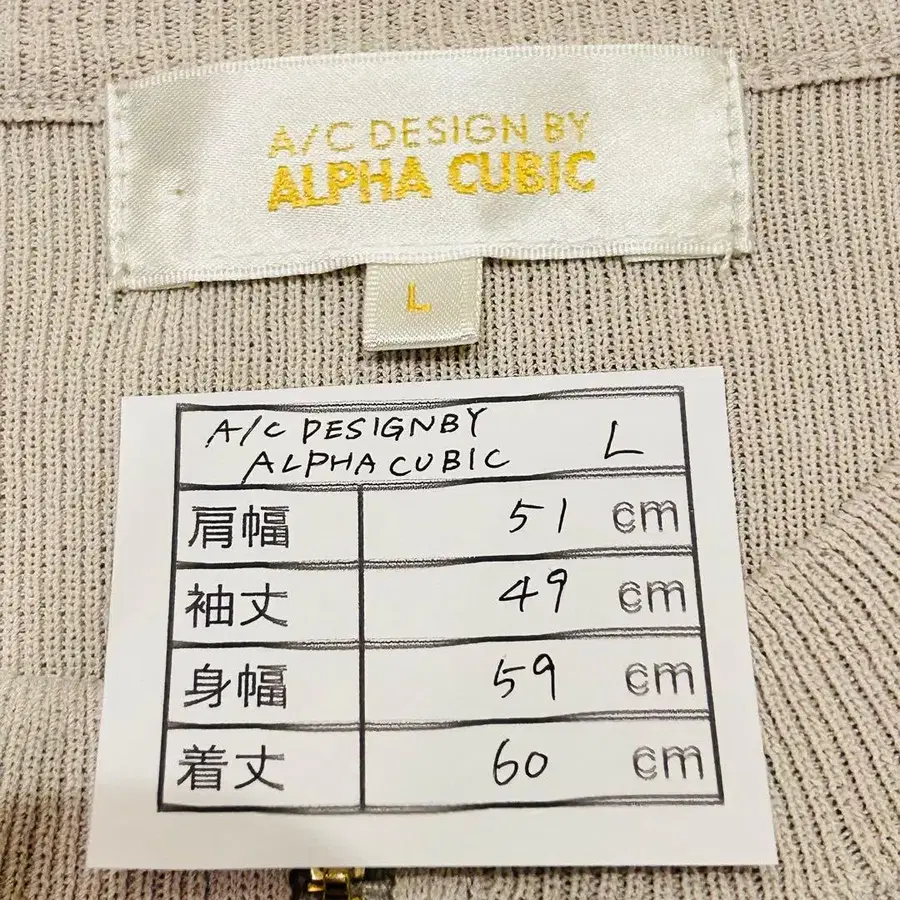 A/C DESIGN BY
ALPHA CUBIC
L
A/C DESIGNBY
ALPHA CUBIC L
肩幅 51 cm
袖丈 49 cm
身幅 59 cm
着丈 60 cm